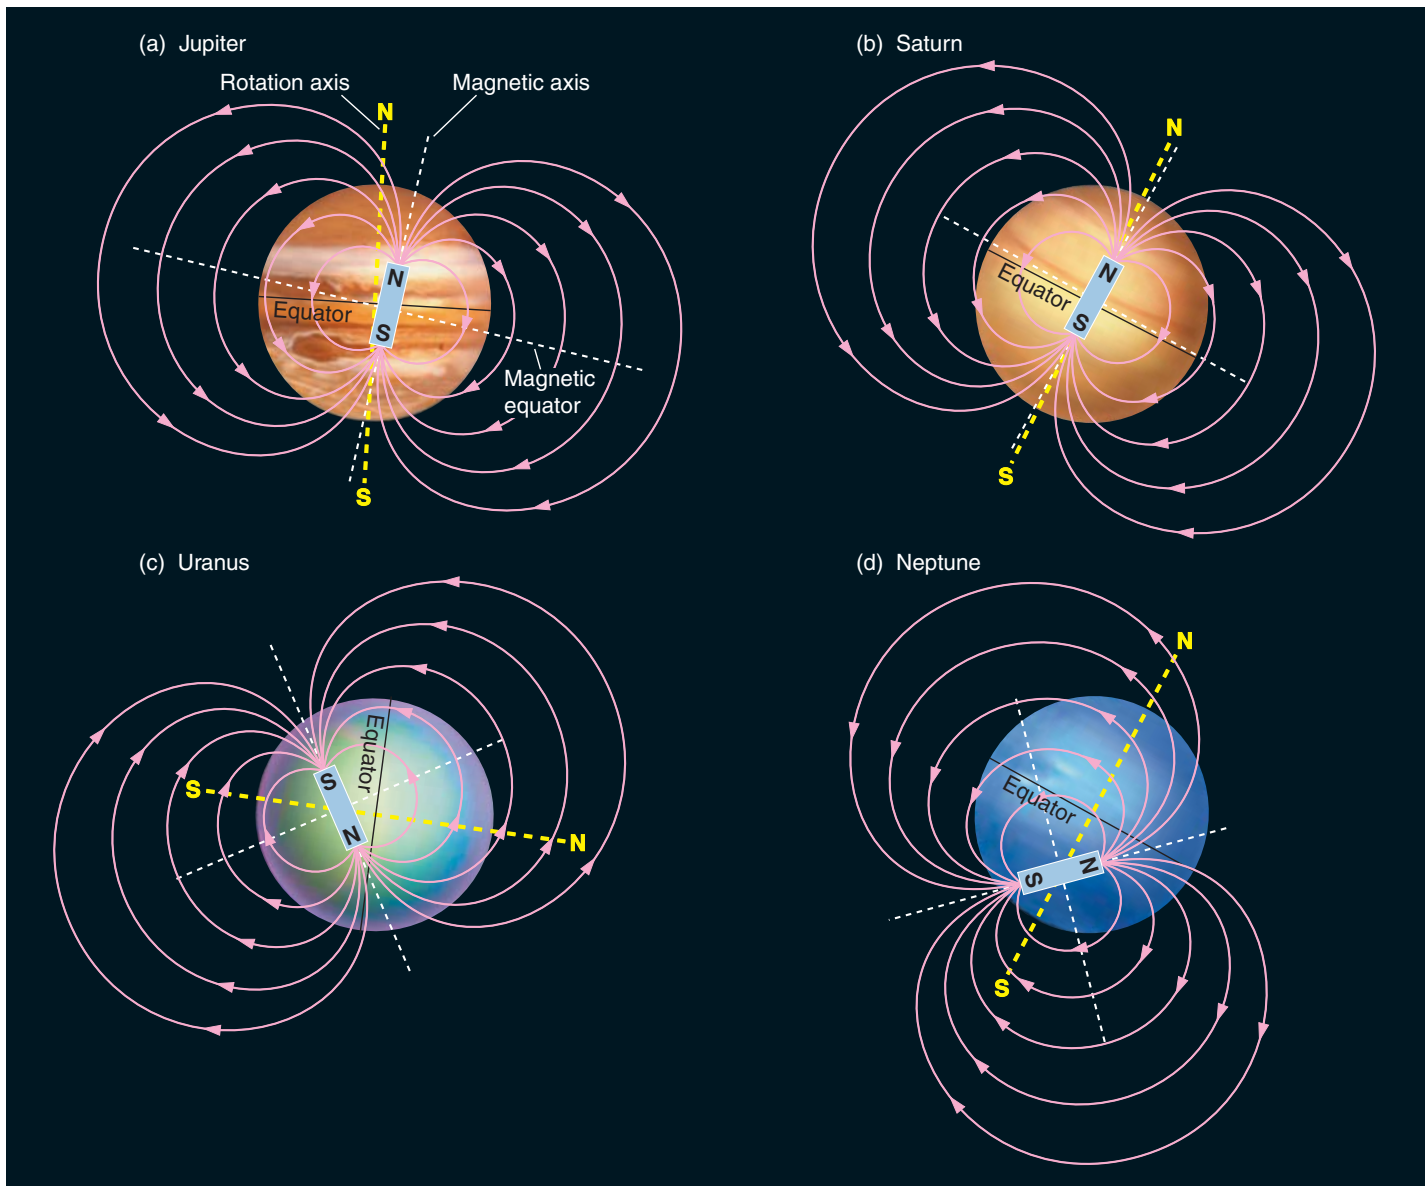 (a) Jupiter
Rotation axis
Magnetic axis
N
N
Equator
S
Magnetic
equator
S
(b) Saturn
N
N
Equator
S
S
(c) Uranus
Equator
S
S
N
N
(d) Neptune
N
Equator
S
N
S